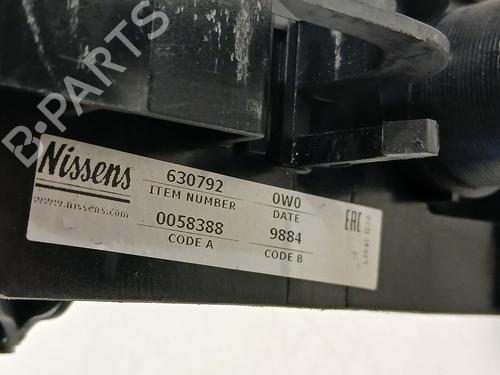 B-PARTS
Nissens
www.nissens.com
630792
ITEM NUMBER
0W0
DATE
0058388
CODE A
9884
CODE B
EAC